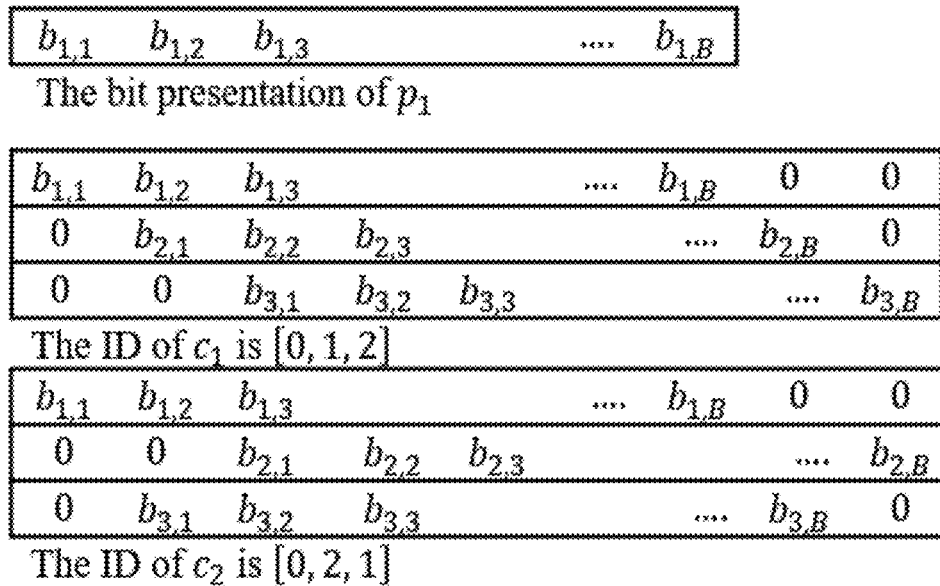 b1,1 b1,2 b1,3 .... b1,B
The bit presentation of p1
b1,1 b1,2 b1,3 .... b1,B 0 0
0 b2,1 b2,2 b2,3 .... b2,B 0
0 0 b3,1 b3,2 b3,3 .... b3,B
The ID of c1 is [0, 1, 2]
b1,1 b1,2 b1,3 .... b1,B 0 0
0 0 b2,1 b2,2 b2,3 .... b2,B
0 b3,1 b3,2 b3,3 .... b3,B 0
The ID of c2 is [0, 2, 1]